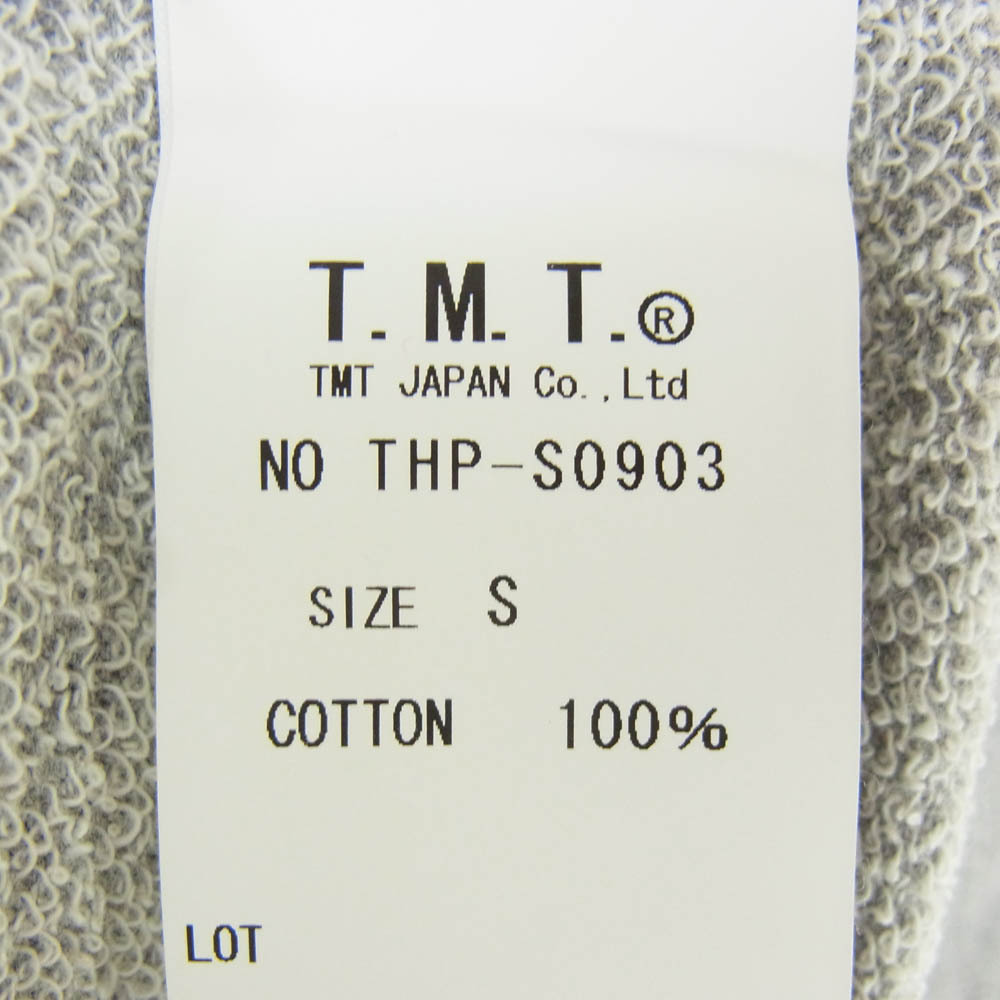 T.M.T.®
TMT JAPAN Co.,Ltd
NO THP-S0903
SIZE S
COTTON 100%
LOT